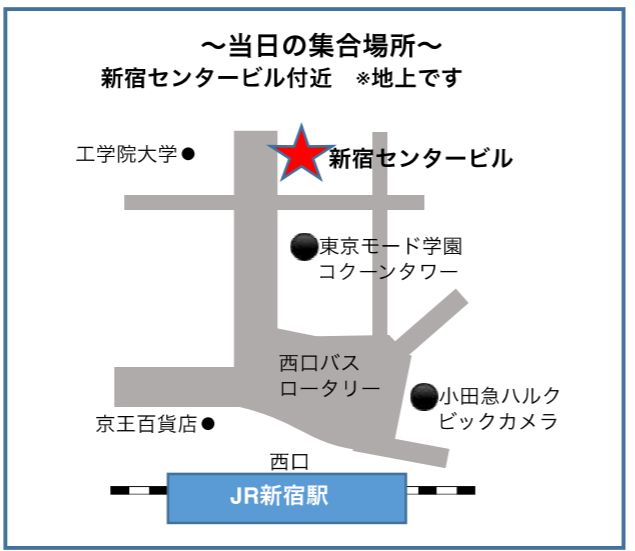 ～当日の集合場所～
新宿センタービル付近　※地上です
工学院大学●
新宿センタービル
東京モード学園
コクーンタワー
西口バス
ロータリー
小田急ハルク
ビックカメラ
京王百貨店●
西口
JR新宿駅